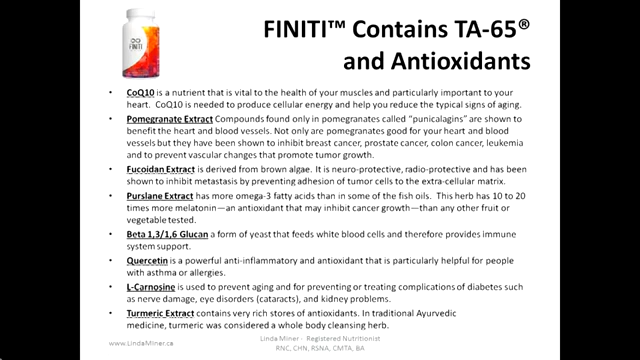 FINITI
FINITI™ Contains TA-65®
and Antioxidants
• CoQ10 is a nutrient that is vital to the health of your muscles and particularly important to your
heart. CoQ10 is needed to produce cellular energy and help you reduce the typical signs of aging.
• Pomegranate Extract Compounds found only in pomegranates called “punicalagins” are shown to
benefit the heart and blood vessels. Not only are pomegranates good for your heart and blood
vessels but they have been shown to inhibit breast cancer, prostate cancer, colon cancer, leukemia
and to prevent vascular changes that promote tumor growth.
• Fucoidan Extract is derived from brown algae. It is neuro-protective, radio-protective and has been
shown to inhibit metastasis by preventing adhesion of tumor cells to the extra-cellular matrix.
• Purslane Extract has more omega-3 fatty acids than in some of the fish oils. This herb has 10 to 20
times more melatonin—an antioxidant that may inhibit cancer growth—than any other fruit or
vegetable tested.
• Beta 1,3/1,6 Glucan a form of yeast that feeds white blood cells and therefore provides immune
system support.
• Quercetin is a powerful anti-inflammatory and antioxidant that is particularly helpful for people
with asthma or allergies.
• L-Carnosine is used to prevent aging and for preventing or treating complications of diabetes such
as nerve damage, eye disorders (cataracts), and kidney problems.
• Turmeric Extract contains very rich stores of antioxidants. In traditional Ayurvedic
medicine, turmeric was considered a whole body cleansing herb.
www.LindaMiner.ca
Linda Miner - Registered Nutritionist
RNC, CHN, RSNA, CMTA, BA